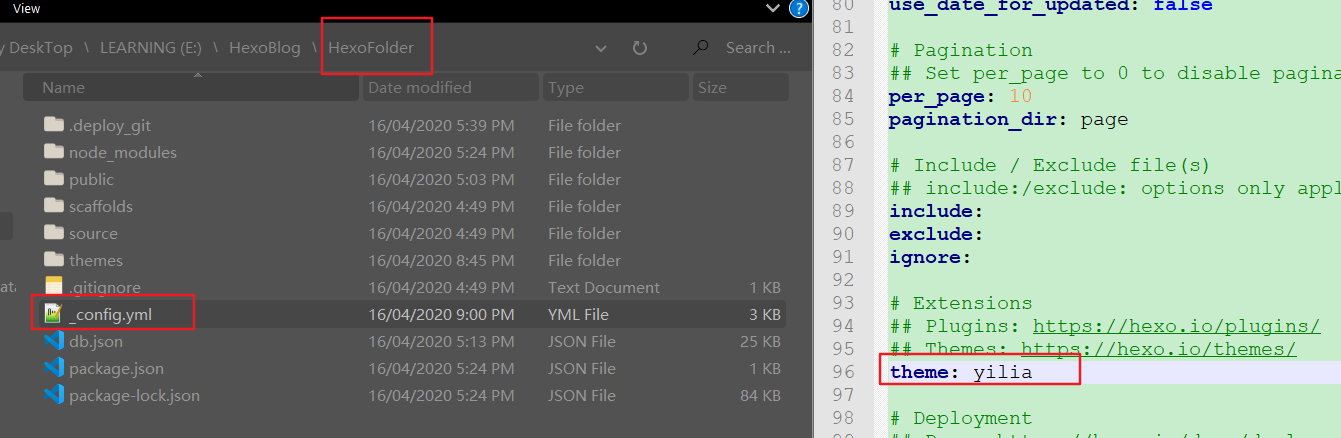 View
?
y DeskTop \ LEARNING (E:) \ HexoBlog \ HexoFolder
Search ...
Name Date modified Type Size
.deploy_git 16/04/2020 5:39 PM File folder
node_modules 16/04/2020 5:24 PM File folder
public 16/04/2020 5:03 PM File folder
scaffolds 16/04/2020 4:49 PM File folder
source 16/04/2020 4:49 PM File folder
themes 16/04/2020 8:45 PM File folder
.gitignore 16/04/2020 4:49 PM Text Document 1 KB
_config.yml 16/04/2020 9:00 PM YML File 3 KB
db.json 16/04/2020 5:13 PM JSON File 25 KB
package.json 16/04/2020 5:24 PM JSON File 1 KB
package-lock.json 16/04/2020 5:24 PM JSON File 84 KB
80 use_date_for_updated: false
81
82 # Pagination
83 ## Set per_page to 0 to disable pagina
84 per_page: 10
85 pagination_dir: page
86
87 # Include / Exclude file(s)
88 ## include:/exclude: options only appl
89 include:
90 exclude:
91 ignore:
92
93 # Extensions
94 ## Plugins: https://hexo.io/plugins/
95 ## Themes: https://hexo.io/themes/
96 theme: yilia
97
98 # Deployment